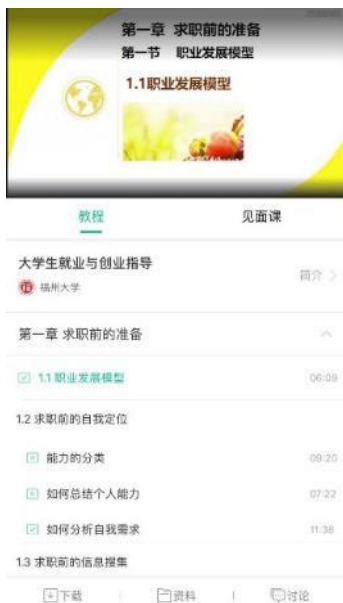 第一章 求职前的准备
第一节 职业发展模型
1.1职业发展模型
教程 见面课
大学生就业与创业指导
简介 >
福州大学
第一章 求职前的准备
1.1 职业发展模型 06:09
1.2 求职前的自我定位
能力的分类 09:20
如何总结个人能力 07:22
如何分析自我需求 11:38
1.3 求职前的信息搜集
下载 资料 讨论